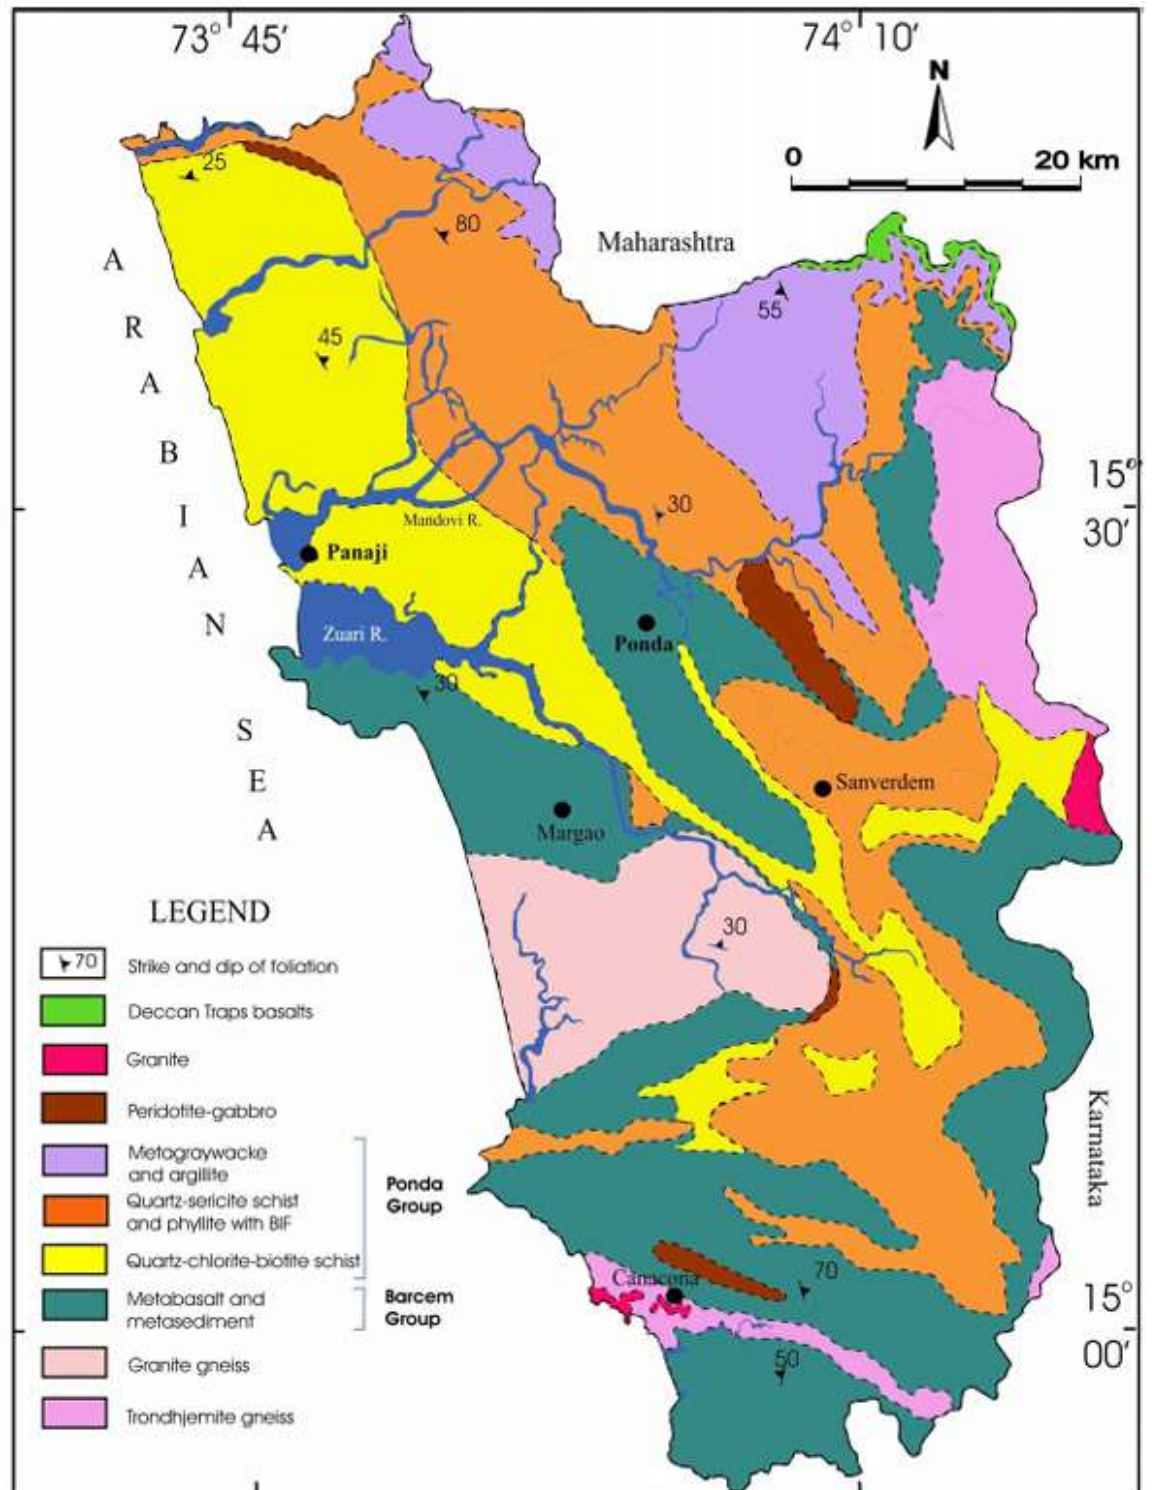 73° 45′
74° 10′
N
0 20 km
25
80
Maharashtra
55
45
A
R
A
B
I
A
N
S
E
A
15°
30′
30
Mandovi R.
Panaji
Zuari R.
Ponda
30
Sanverdem
Margao
30
LEGEND
70 Strike and dip of foliation
Deccan Traps basalts
Granite
Peridotite-gabbro
Metagraywacke
and argillite
Quartz-sericite schist
and phyllite with BIF
Quartz-chlorite-biotite schist
Ponda
Group
Metabasalt and
metasediment
Barcem
Group
Granite gneiss
Trondhjemite gneiss
Karnataka
Canacona
70
50
15°
00′